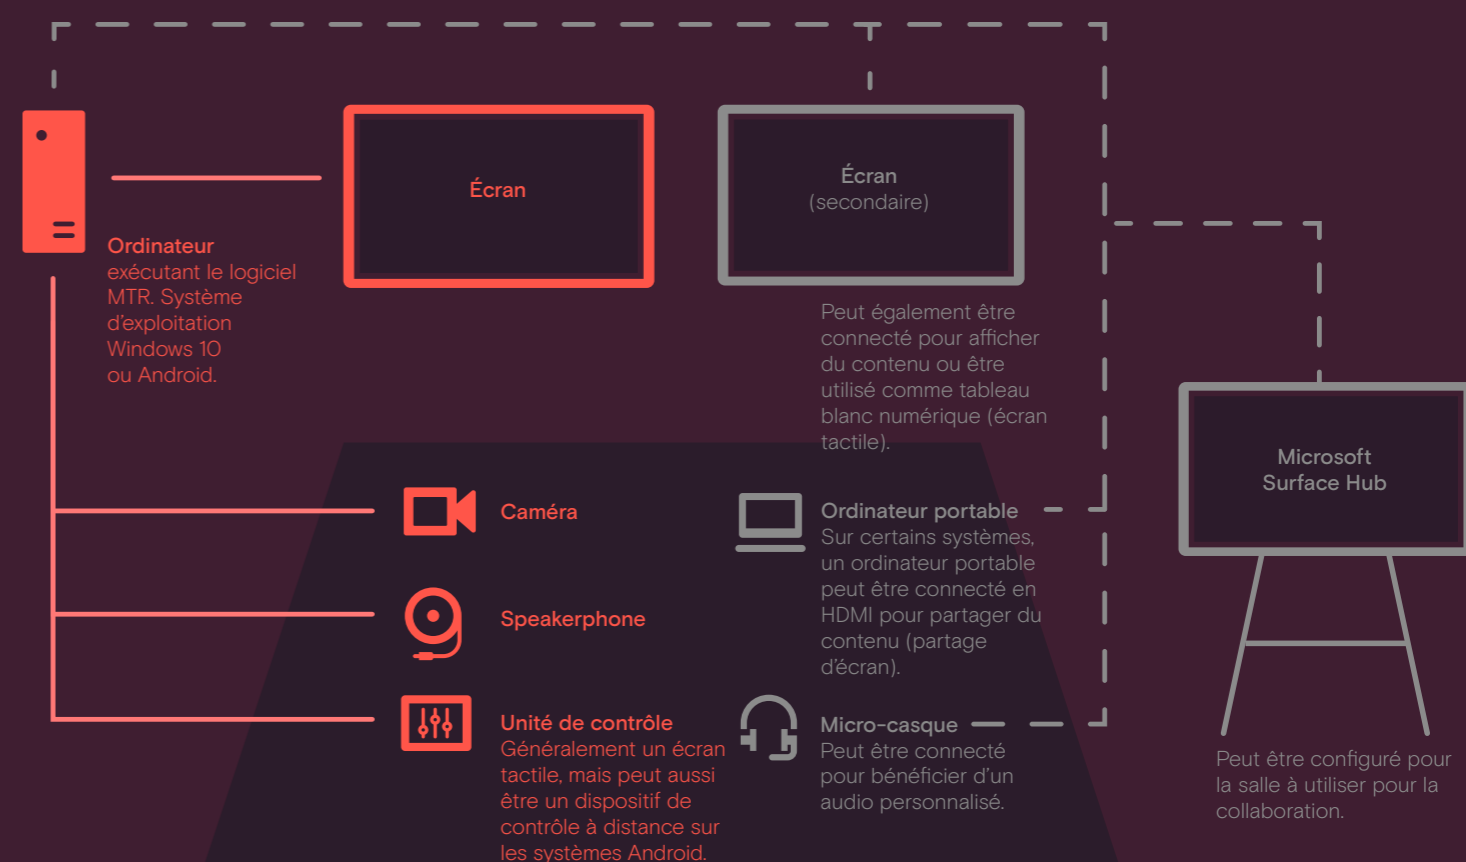 Écran
Écran
(secondaire)
Ordinateur
exécutant le logiciel
MTR. Système
d'exploitation
Windows 10
ou Android.
Peut également être
connecté pour afficher
du contenu ou être
utilisé comme tableau
blanc numérique (écran
tactile).
Microsoft
Surface Hub
Caméra
Ordinateur portable
Sur certains systèmes,
un ordinateur portable
peut être connecté en
HDMI pour partager du
contenu (partage
d'écran).
Speakerphone
Unité de contrôle
Généralement un écran
tactile, mais peut aussi
être un dispositif de
contrôle à distance sur
les systèmes Android.
Micro-casque
Peut être connecté
pour bénéficier d'un
audio personnalisé.
Peut être configuré pour
la salle à utiliser pour la
collaboration.